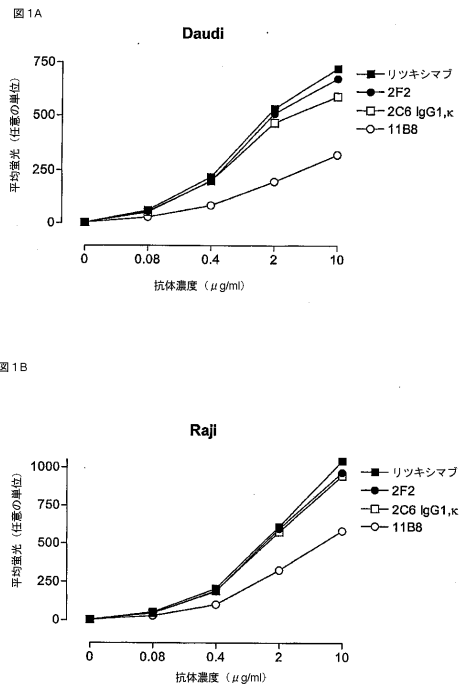 図1A
Daudi
750
500
250
0
平均蛍光（任意の単位）
0 0.08 0.4 2 10
抗体濃度（μg/ml）
リツキシマブ
2F2
2C6 IgG1,κ
11B8
図1B
Raji
1000
750
500
250
0
平均蛍光（任意の単位）
0 0.08 0.4 2 10
抗体濃度（μg/ml）
リツキシマブ
2F2
2C6 IgG1,κ
11B8